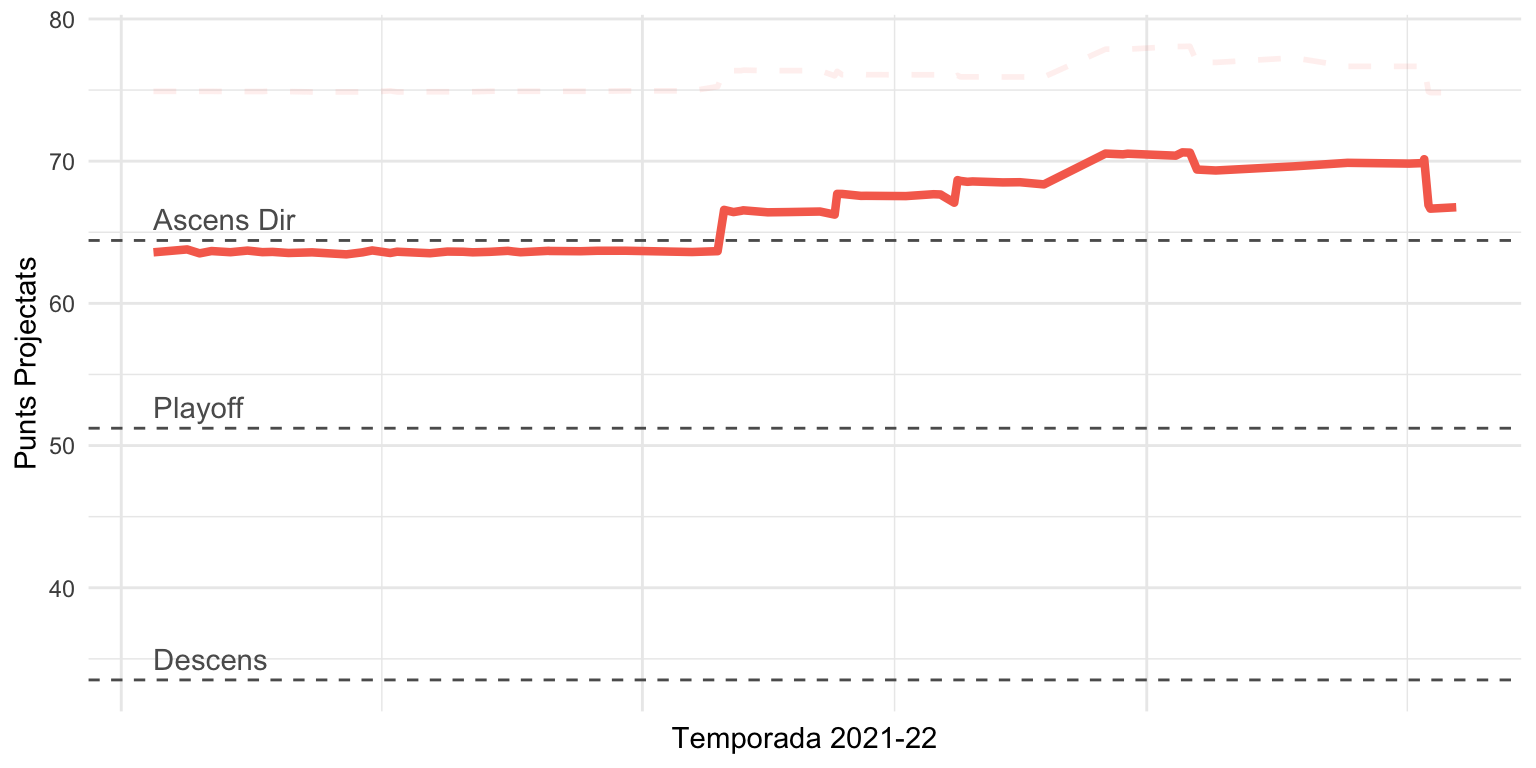 80
70
Ascens Dir
60
Playoff
50
40
Descens
Punts Projectats
Temporada 2021-22